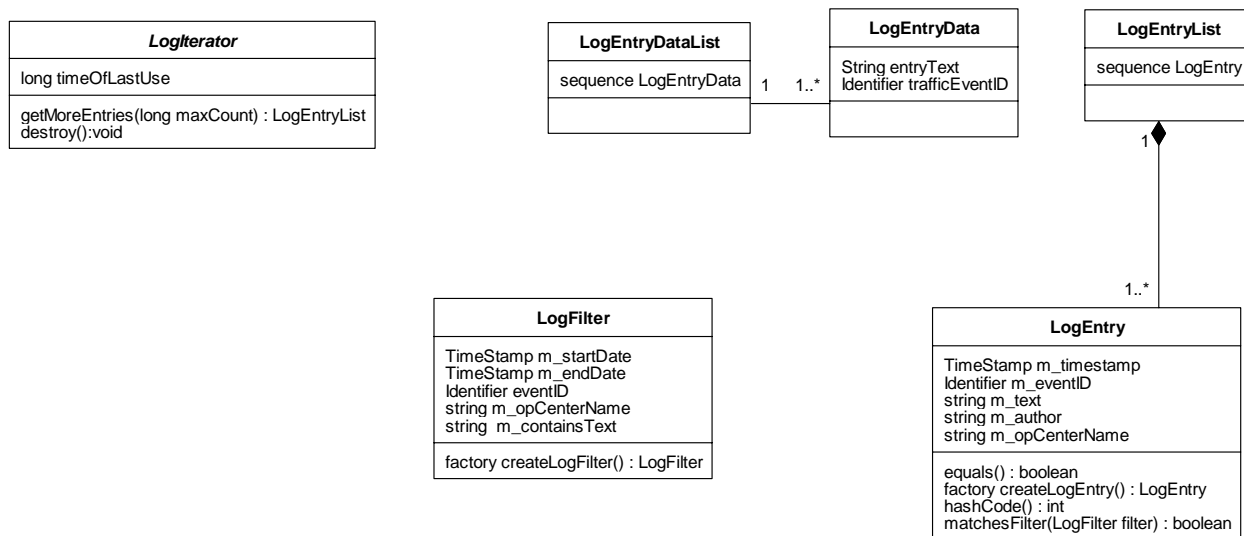 LogIterator
long timeOfLastUse
getMoreEntries(long maxCount) : LogEntryList
destroy():void
LogEntryDataList
sequence LogEntryData
1
1..*
LogEntryData
String entryText
Identifier trafficEventID
LogEntryList
sequence LogEntry
1
1..*
LogFilter
TimeStamp m_startDate
TimeStamp m_endDate
Identifier eventID
string m_opCenterName
string m_containsText
factory createLogFilter() : LogFilter
LogEntry
TimeStamp m_timestamp
Identifier m_eventID
string m_text
string m_author
string m_opCenterName
equals() : boolean
factory createLogEntry() : LogEntry
hashCode() : int
matchesFilter(LogFilter filter) : boolean